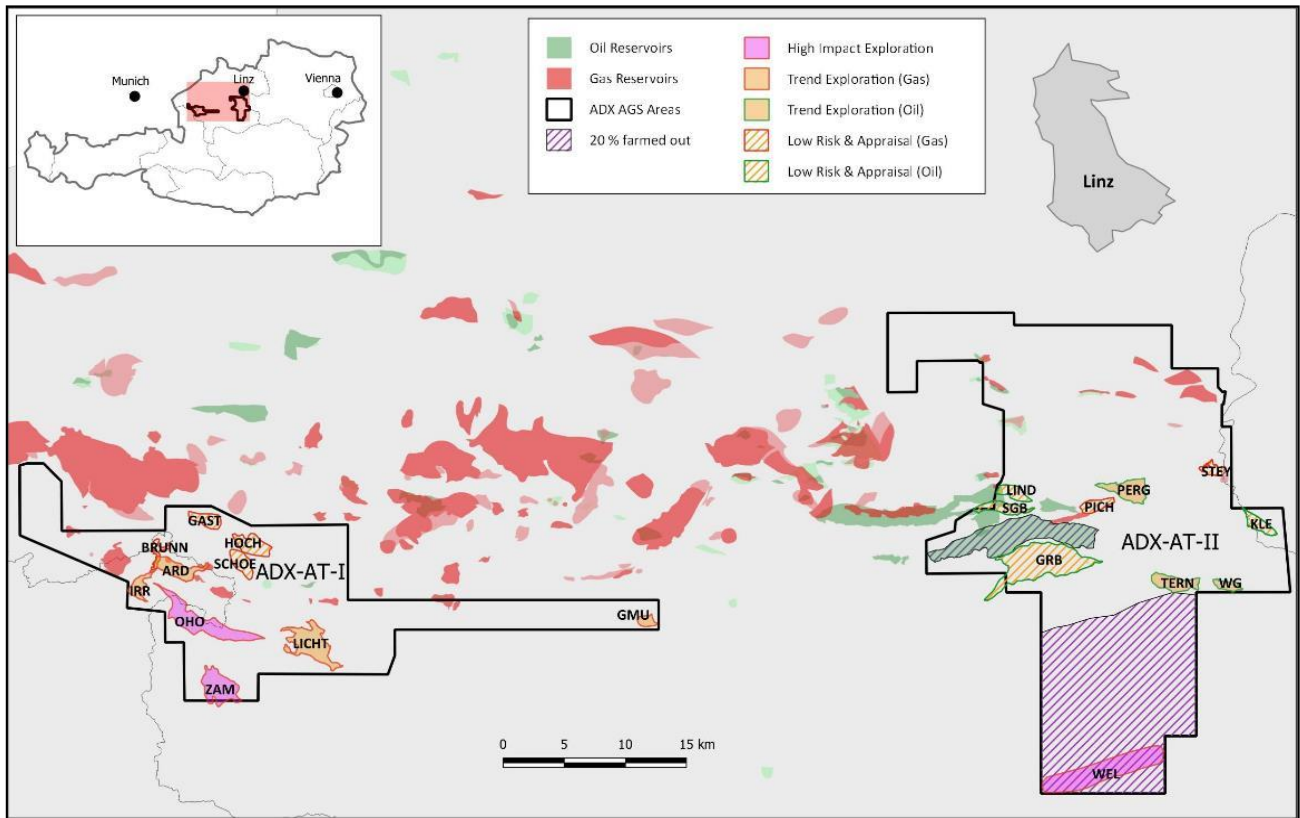 Munich
Linz
Vienna
Oil Reservoirs
Gas Reservoirs
ADX AGS Areas
20 % farmed out
High Impact Exploration
Trend Exploration (Gas)
Trend Exploration (Oil)
Low Risk & Appraisal (Gas)
Low Risk & Appraisal (Oil)
Linz
STEY
LIND
PERG
SGB
PICH
KLE
GAST
HOCH
BRUNN
SCHOE
ARD
ADX-AT-I
ADX-AT-II
IRR
GRB
TERN
WG
OHO
GMU
LICHT
ZAM
0 5 10 15 km
WEL